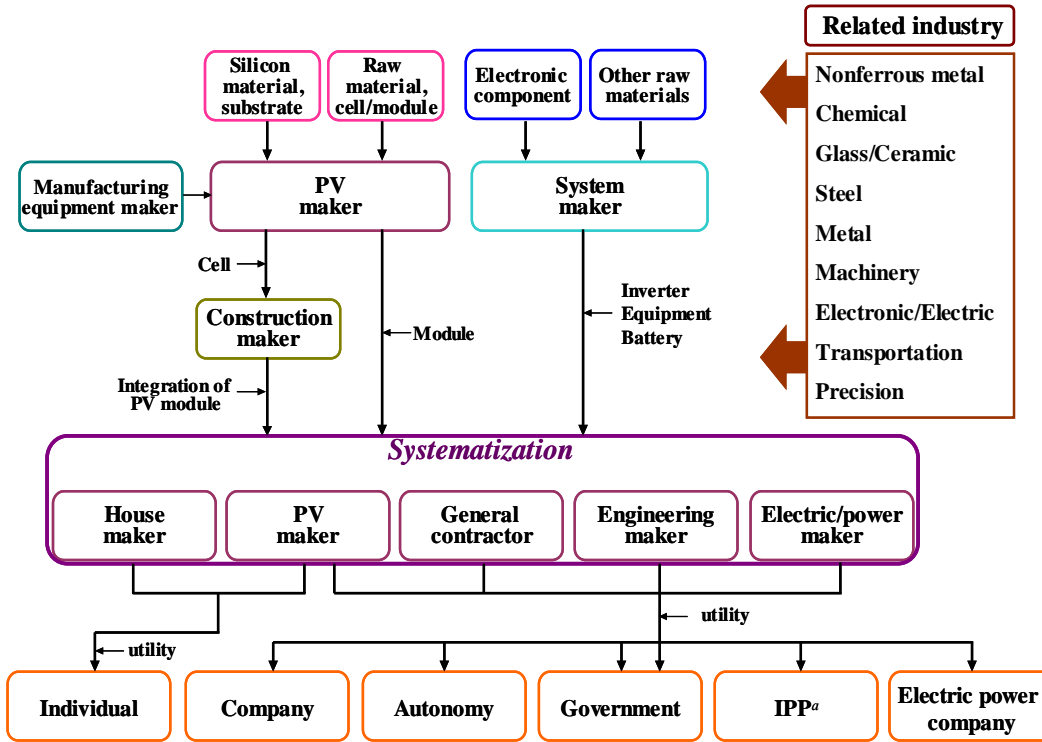 Related industry
Silicon
material,
substrate
Raw
material,
cell/module
Electronic
component
Other raw
materials
Nonferrous metal
Chemical
Glass/Ceramic
Steel
Metal
Machinery
Electronic/Electric
Transportation
Precision
Manufacturing
equipment maker
PV
maker
System
maker
Cell
Construction
maker
Module
Inverter
Equipment
Battery
Integration of
PV module
Systematization
House
maker
PV
maker
General
contractor
Engineering
maker
Electric/power
maker
utility
utility
Individual
Company
Autonomy
Government
IPPᵃ
Electric power
company